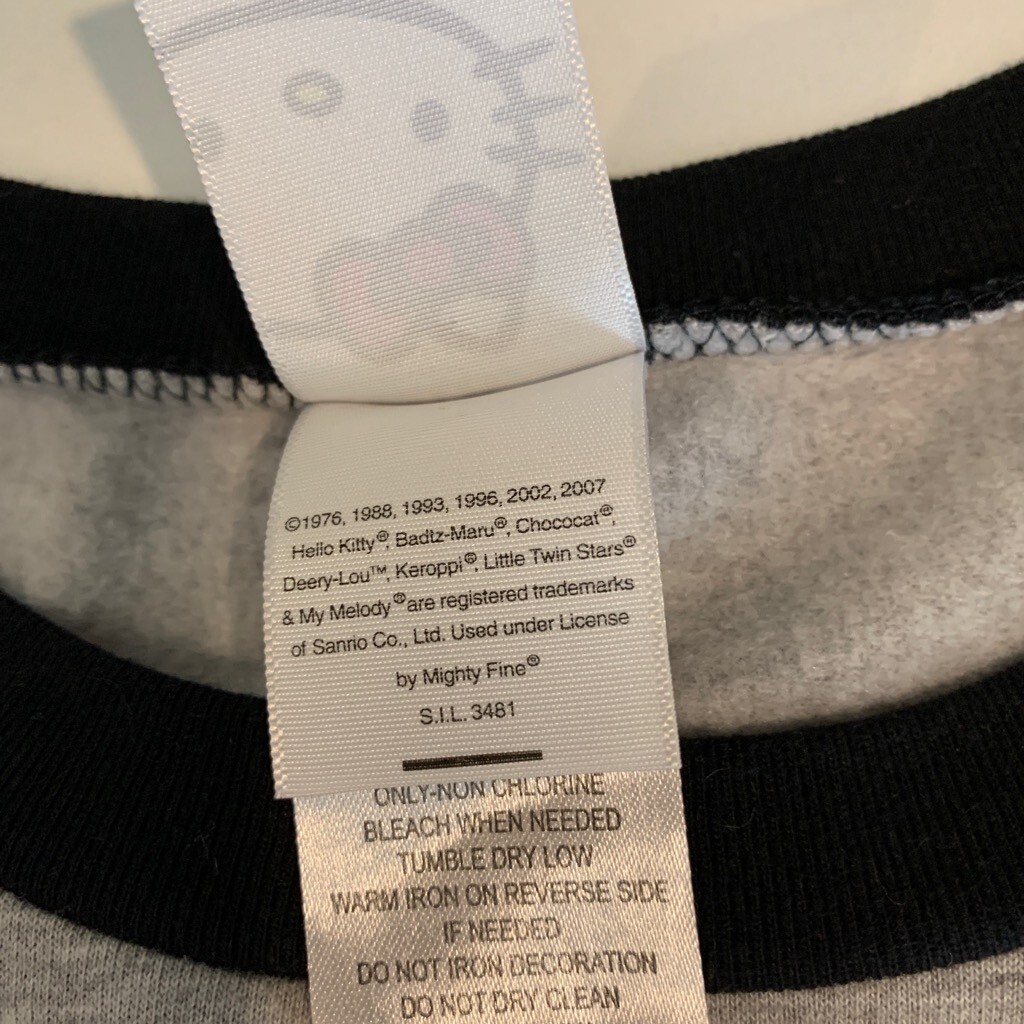 ©1976, 1988, 1993, 1996, 2002, 2007
Hello Kitty®, Badtz-Maru®, Chococat®,
Deery-Lou™, Keroppi®, Little Twin Stars®
& My Melody® are registered trademarks
of Sanrio Co., Ltd. Used under License
by Mighty Fine®
S.I.L. 3481
ONLY-NON CHLORINE
BLEACH WHEN NEEDED
TUMBLE DRY LOW
WARM IRON ON REVERSE SIDE
IF NEEDED
DO NOT IRON DECORATION
DO NOT DRY CLEAN